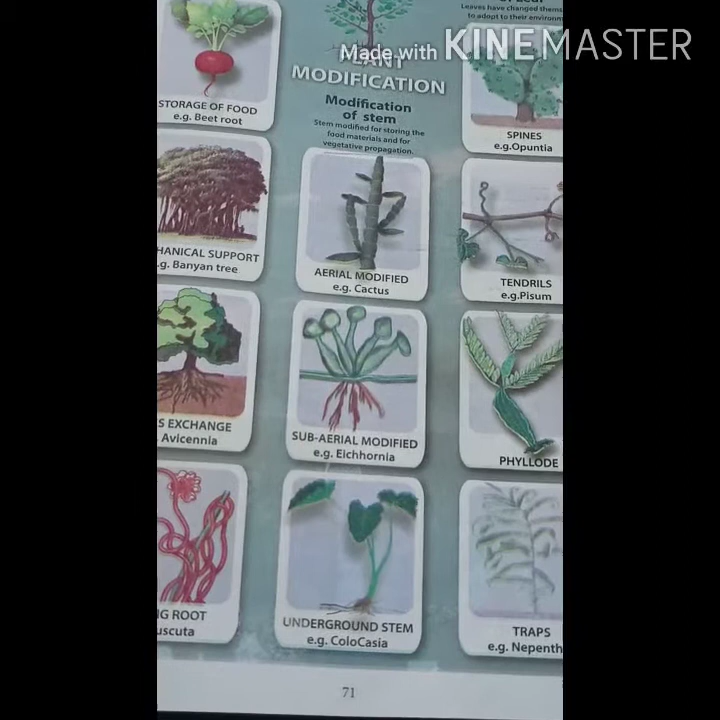 Made with KINEMASTER
Leaves have changed thems
to adopt to their environm
PLANT
MODIFICATION
Modification
of stem
Stem modified for storing the
food materials and for
vegetative propagation.
STORAGE OF FOOD
e.g. Beet root
HANICAL SUPPORT
.g. Banyan tree
S EXCHANGE
Avicennia
G ROOT
uscuta
AERIAL MODIFIED
e.g. Cactus
SUB-AERIAL MODIFIED
e.g. Eichhornia
UNDERGROUND STEM
e.g. ColoCasia
SPINES
e.g.Opuntia
TENDRILS
e.g.Pisum
PHYLLODE
TRAPS
e.g. Nepenth
71